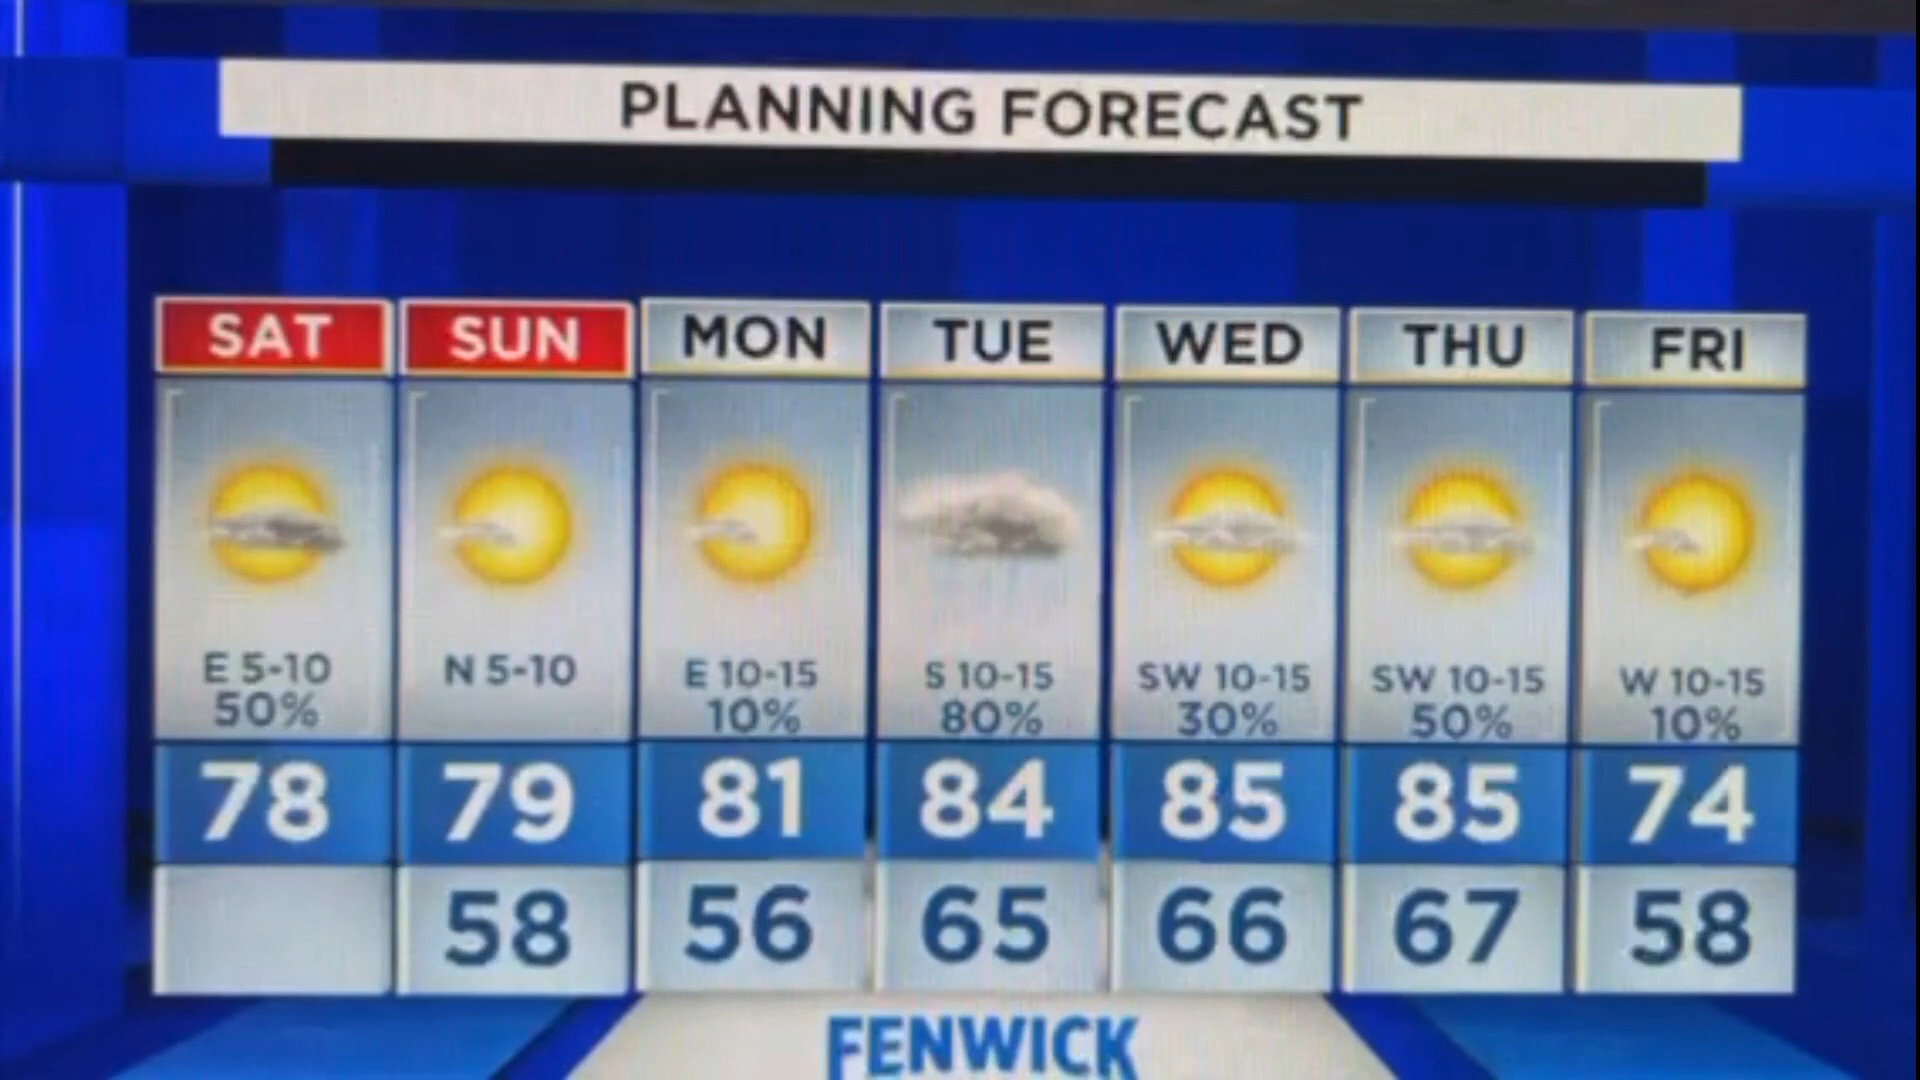 PLANNING FORECAST
SAT SUN MON TUE WED THU FRI
E 5-10 N 5-10 E 10-15 S 10-15 SW 10-15 SW 10-15 W 10-15
50% 10% 80% 30% 50% 10%
78 79 81 84 85 85 74
58 56 65 66 67 58
FENWICK